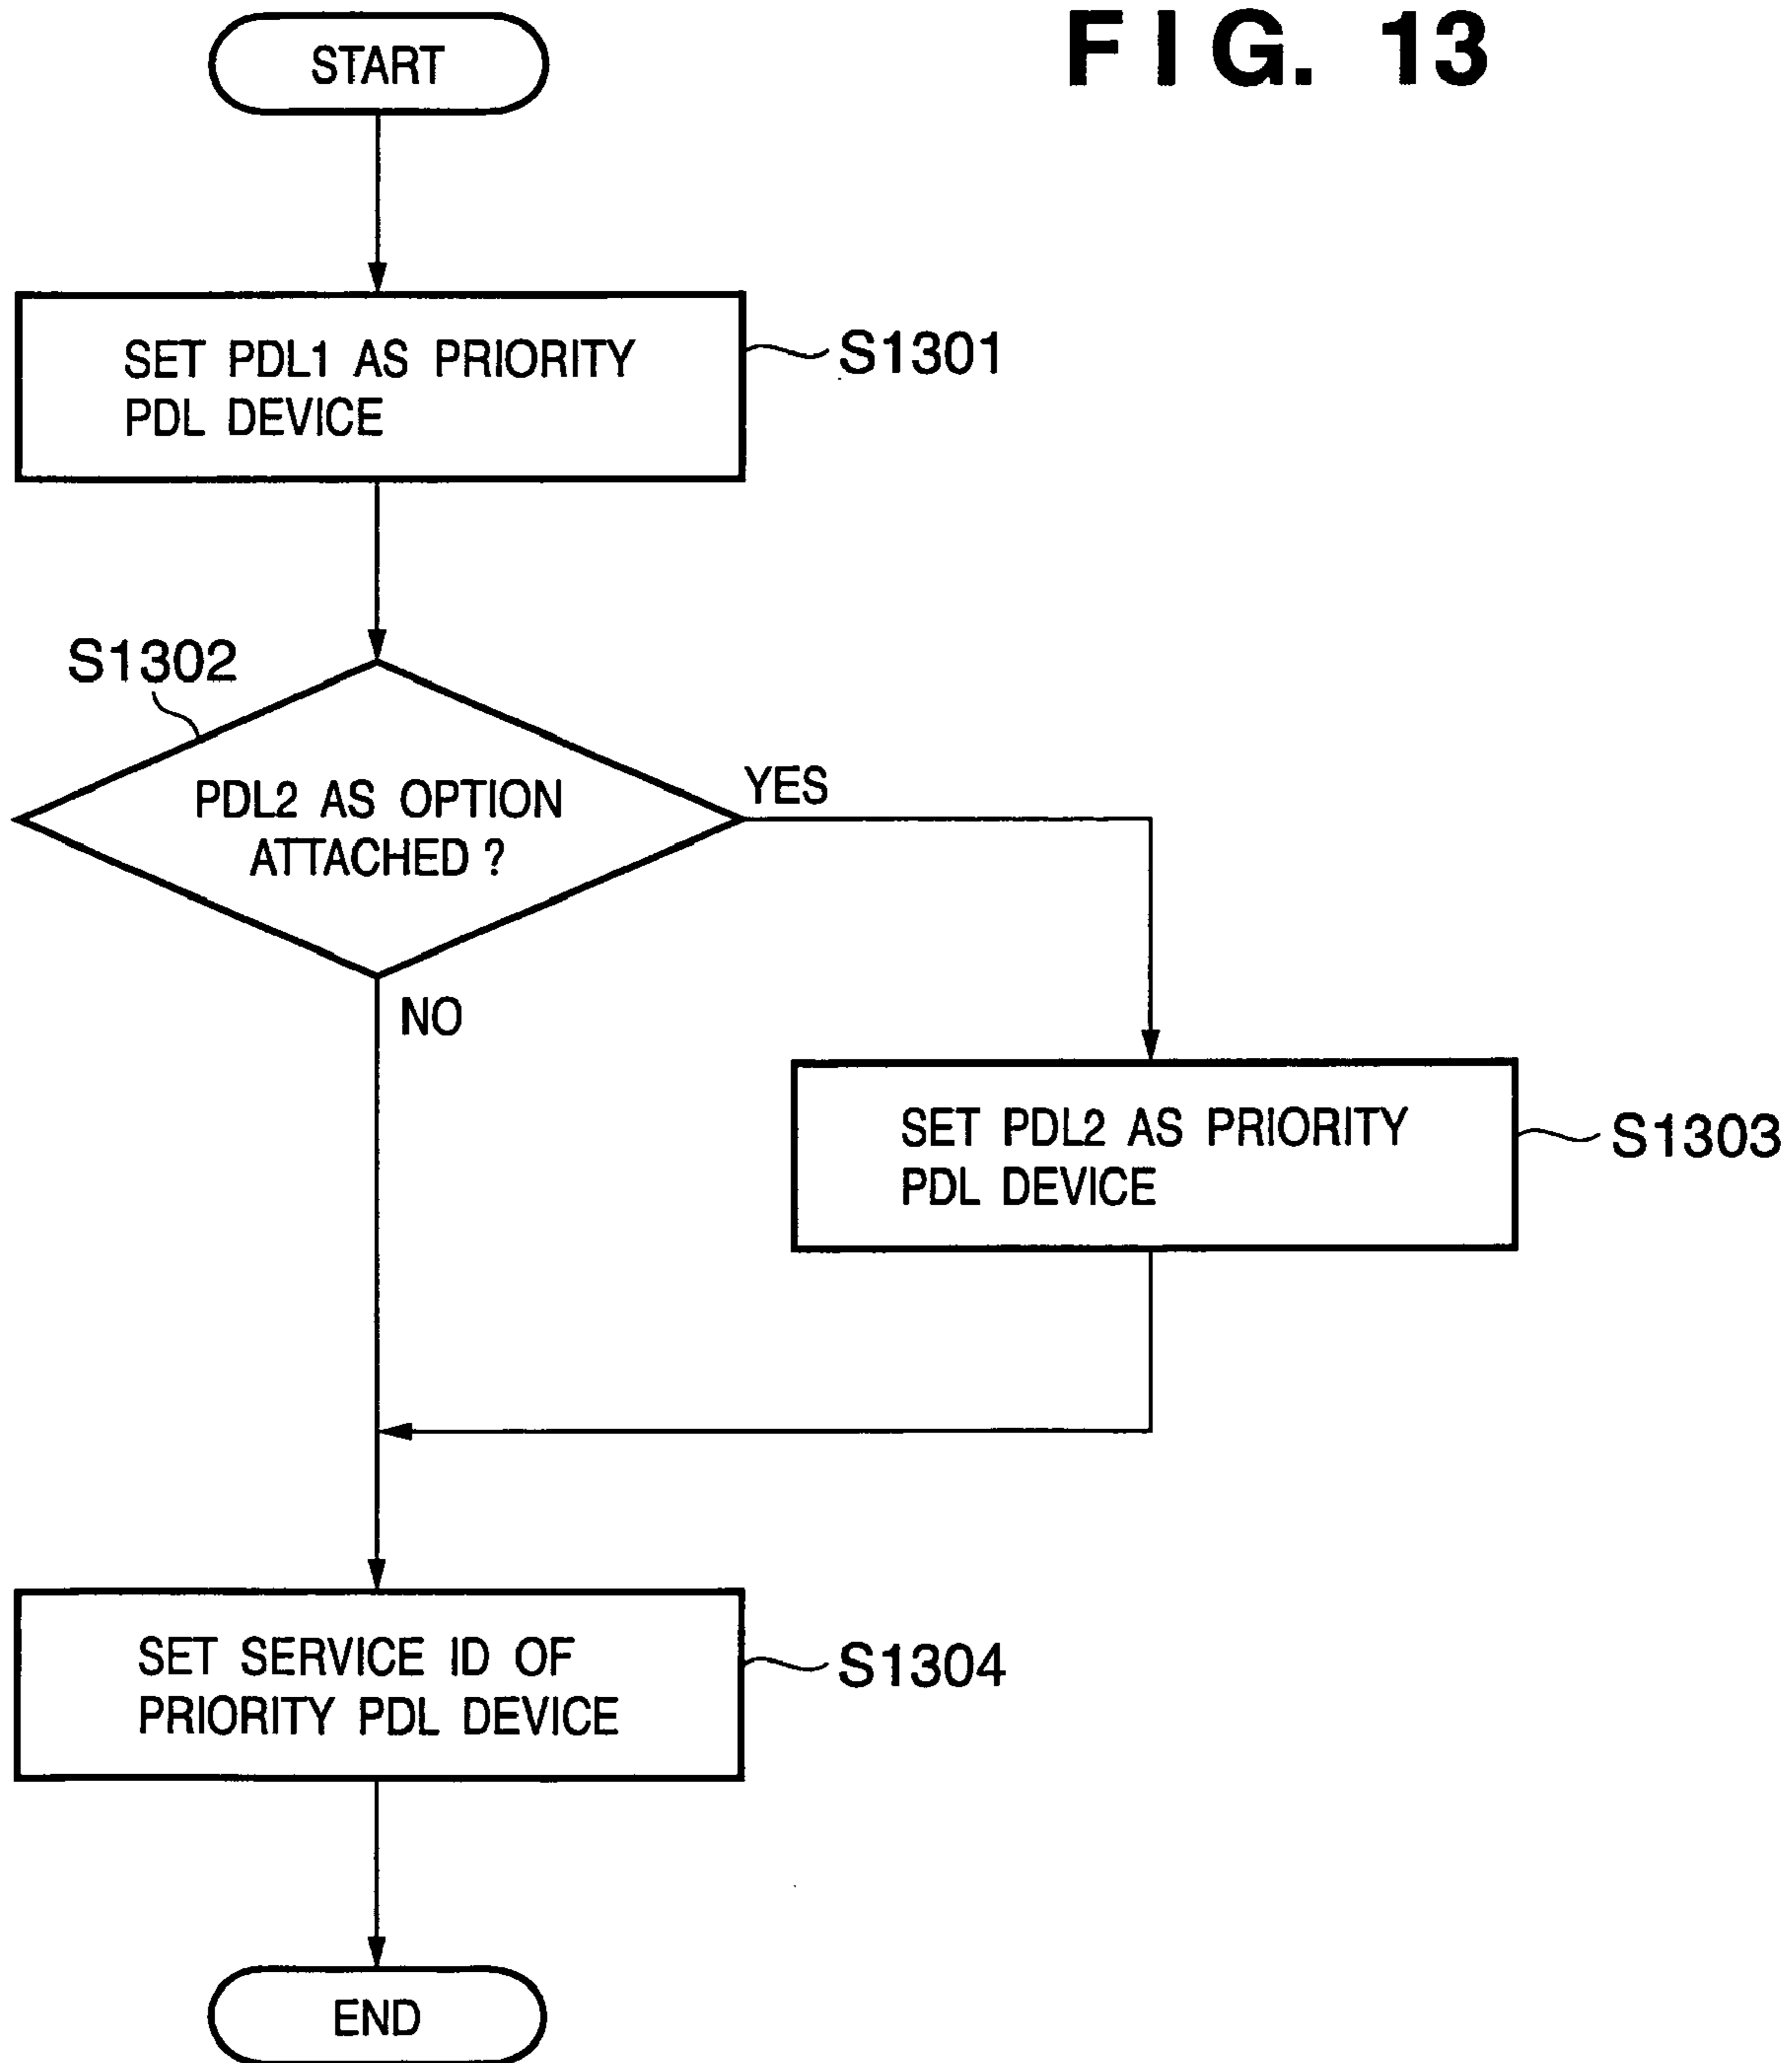 FIG. 13
START
SET PDL1 AS PRIORITY
PDL DEVICE
S1301
S1302
PDL2 AS OPTION
ATTACHED ?
YES
NO
SET PDL2 AS PRIORITY
PDL DEVICE
S1303
SET SERVICE ID OF
PRIORITY PDL DEVICE
S1304
END